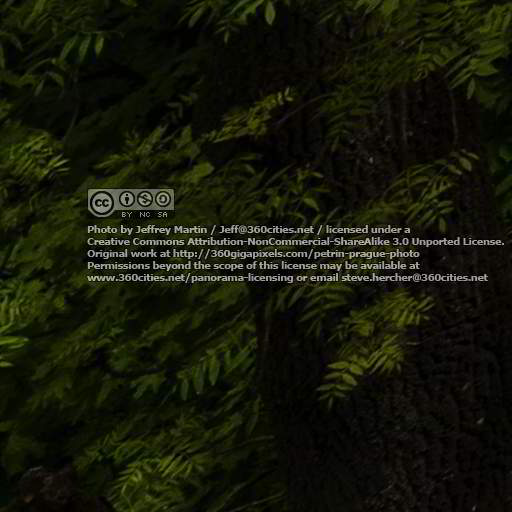 cc
BY NC SA
Photo by Jeffrey Martin / Jeff@360cities.net / licensed under a
Creative Commons Attribution-NonCommercial-ShareAlike 3.0 Unported License.
Original work at http://360gigapixels.com/petrin-prague-photo
Permissions beyond the scope of this license may be available at
www.360cities.net/panorama-licensing or email steve.hercher@360cities.net